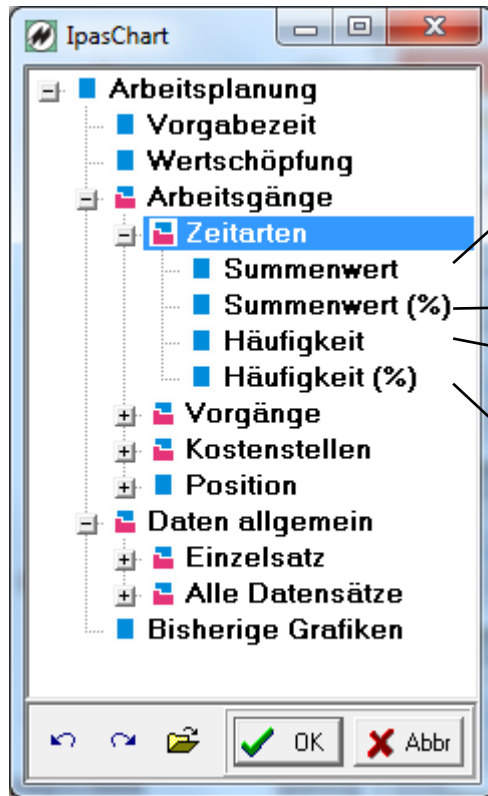 IpasChart
Arbeitsplanung
Vorgabezeit
Wertschöpfung
Arbeitsgänge
Zeitarten
Summenwert
Summenwert (%)
Häufigkeit
Häufigkeit (%)
Vorgänge
Kostenstellen
Position
Daten allgemein
Einzelsatz
Alle Datensätze
Bisherige Grafiken
OK Abbr